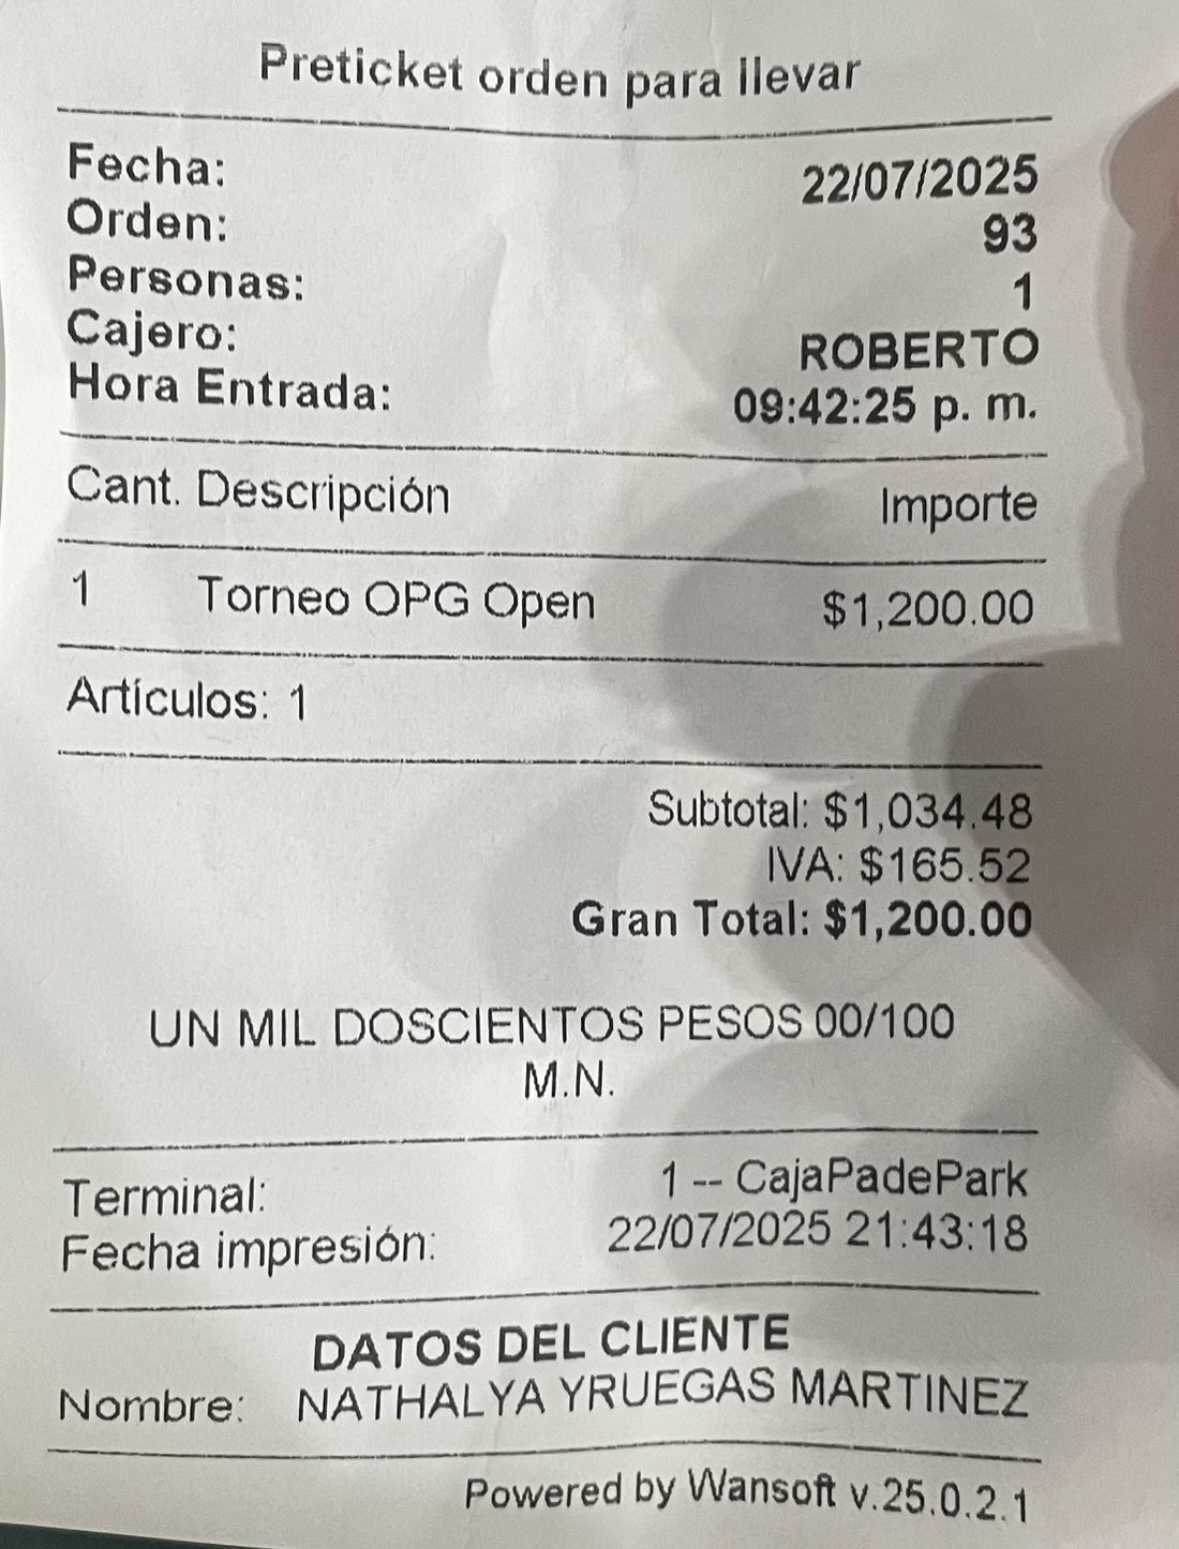 Preticket orden para llevar
Fecha: 22/07/2025
Orden: 93
Personas: 1
Cajero: ROBERTO
Hora Entrada: 09:42:25 p. m.
Cant. Descripción Importe
1 Torneo OPG Open $1,200.00
Artículos: 1
Subtotal: $1,034.48
IVA: $165.52
Gran Total: $1,200.00
UN MIL DOSCIENTOS PESOS 00/100
M.N.
Terminal: 1 -- CajaPadePark
Fecha impresión: 22/07/2025 21:43:18
DATOS DEL CLIENTE
Nombre: NATHALYA YRUEGAS MARTINEZ
Powered by Wansoft v.25.0.2.1